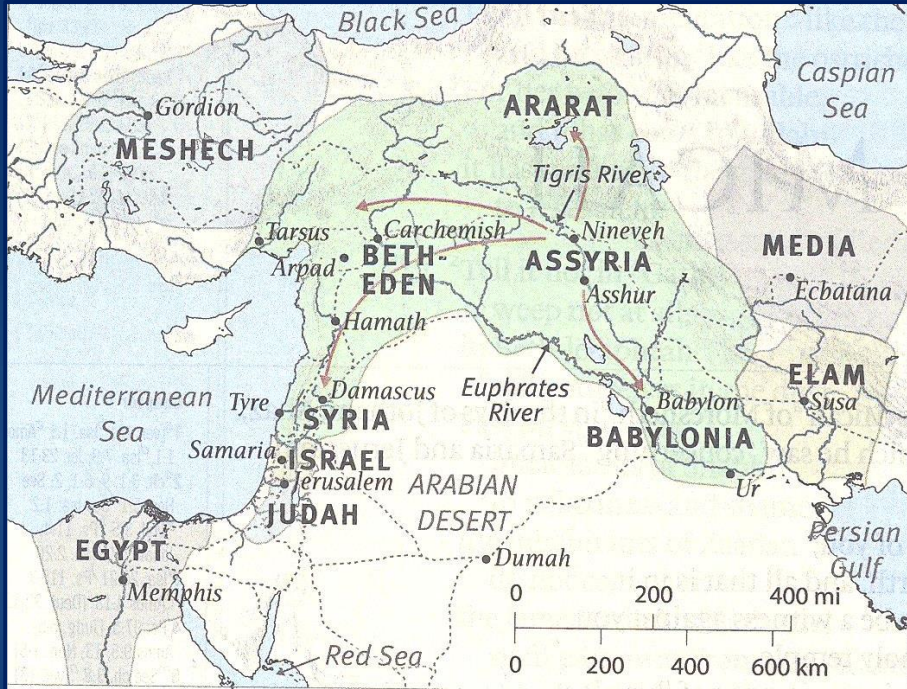 Black Sea
Caspian
Sea
Gordion
MESHECH
ARARAT
Tigris River
Tarsus
Carchemish
Nineveh
Arpad
BETH-
EDEN
ASSYRIA
MEDIA
Asshur
Ecbatana
Hamath
Mediterranean
Sea
Tyre
Damascus
SYRIA
Euphrates
River
Babylon
BABYLONIA
ELAM
Susa
Samaria
ISRAEL
Jerusalem
JUDAH
ARABIAN
DESERT
Ur
EGYPT
Memphis
Dumah
Persian
Gulf
Red Sea
0 200 400 mi
0 200 400 600 km